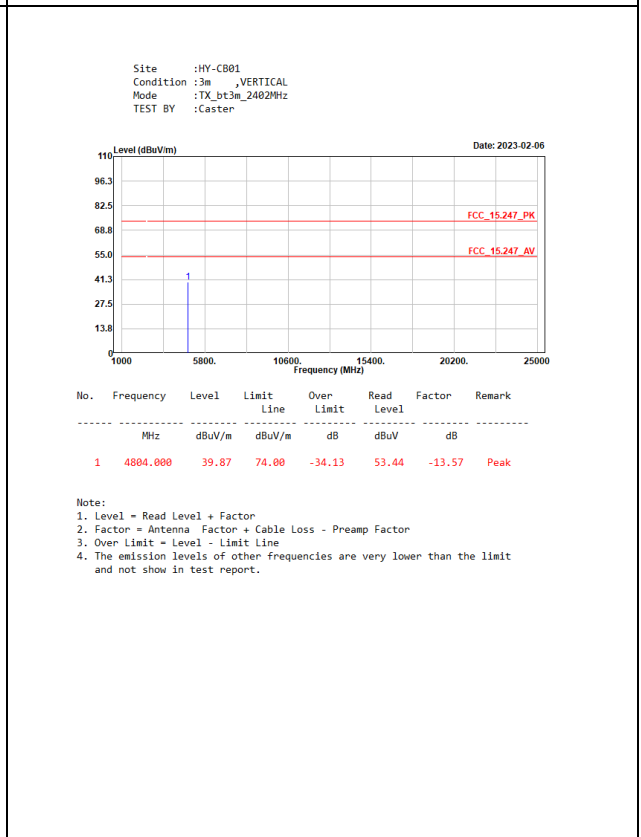 Site :HY-CB01
Condition :3m ,VERTICAL
Mode :TX_bt3m_2402MHz
TEST BY :Caster
Level (dBuV/m)
Date: 2023-02-06
110
96.3
82.5
FCC_15.247_PK
68.8
55.0
FCC_15.247_AV
41.3
1
27.5
13.8
0
1000 5800. 10600. 15400. 20200. 25000
Frequency (MHz)
No. Frequency Level Limit Over Read Factor Remark
Line Limit Level
------ ----------- -------- -------- --------- -------- -------- ---------
MHz dBuV/m dBuV/m dB dBuV dB
1 4804.000 39.87 74.00 -34.13 53.44 -13.57 Peak
Note:
1. Level = Read Level + Factor
2. Factor = Antenna Factor + Cable Loss - Preamp Factor
3. Over Limit = Level - Limit Line
4. The emission levels of other frequencies are very lower than the limit
and not show in test report.